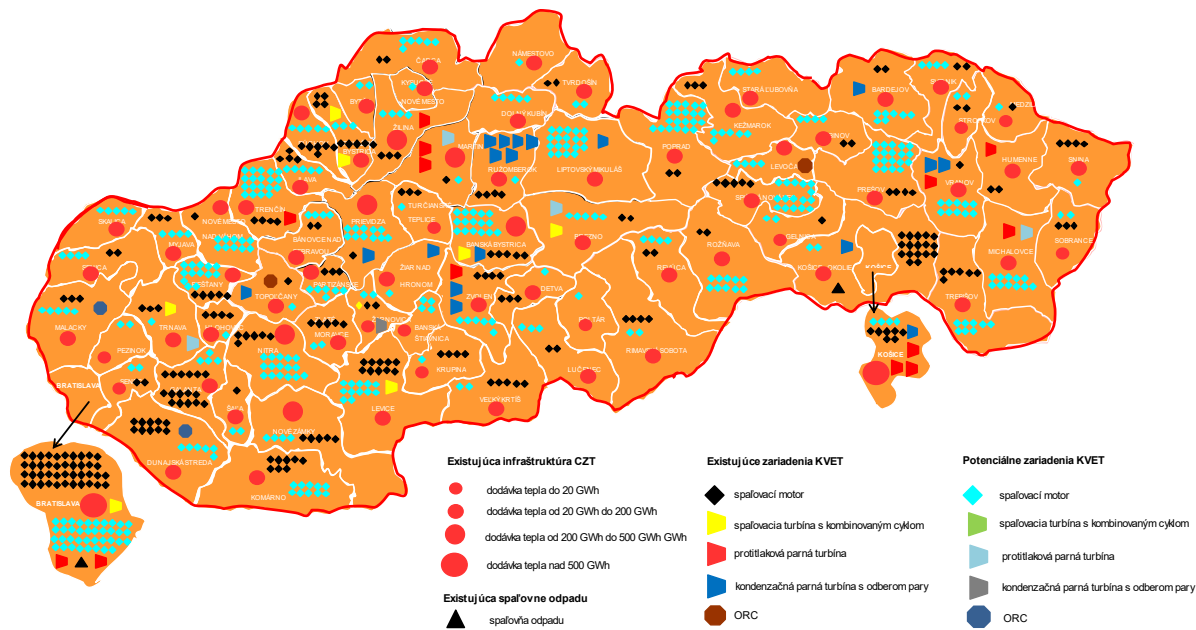 NÁMESTOVO
ČADCA
TVRDOŠÍN
KYSUCKÉ
NOVÉ MESTO
STARÁ ĽUBOVŇA
BARDEJOV
DOLNÝ KUBÍN
KEŽMAROK
STROPKOV
ŽILINA
BYSTRICA
MARTIN
POPRAD
LEVOČA
HUMENNÉ
SNINA
RUŽOMBEROK
LIPTOVSKÝ MIKULÁŠ
PREŠOV
VRANOV
TRENČÍN
PRIEVIDZA
TURČIANSKE
TEPLICE
SKALICA
NOVÉ MESTO
NAD VÁHOM
MYJAVA
BÁNOVCE NAD
BEBRAVOU
BANSKÁ BYSTRICA
BREZNO
ROŽŇAVA
GELNICA
MICHALOVCE
SOBRANCE
SENICA
PIEŠŤANY
TOPOĽČANY
PARTIZÁNSKE
ŽIAR NAD
HRONOM
REVÚCA
KOŠICE OKOLIE
KOŠICE
TREBIŠOV
ZVOLEN
DETVA
MALACKY
TRNAVA
HLOHOVEC
NITRA
MORAVCE
ŽARNOVICA
BANSKÁ
ŠTIAVNICA
POLTÁR
PEZINOK
KRUPINA
RIMAVSKÁ SOBOTA
LUČENEC
KOŠICE
BRATISLAVA
ŠAĽA
LEVICE
VEĽKÝ KRTÍŠ
NOVÉ ZÁMKY
DUNAJSKÁ STREDA
KOMÁRNO
BRATISLAVA
Existujúca infraštruktúra CZT
dodávka tepla do 20 GWh
dodávka tepla od 20 GWh do 200 GWh
dodávka tepla od 200 GWh do 500 GWh GWh
dodávka tepla nad 500 GWh
Existujúca spaľovne odpadu
spaľovňa odpadu
Existujúce zariadenia KVET
spaľovací motor
spaľovacia turbína s kombinovaným cyklom
protitlaková parná turbína
kondenzačná parná turbína s odberom pary
ORC
Potenciálne zariadenia KVET
spaľovací motor
spaľovacia turbína s kombinovaným cyklom
protitlaková parná turbína
kondenzačná parná turbína s odberom pary
ORC